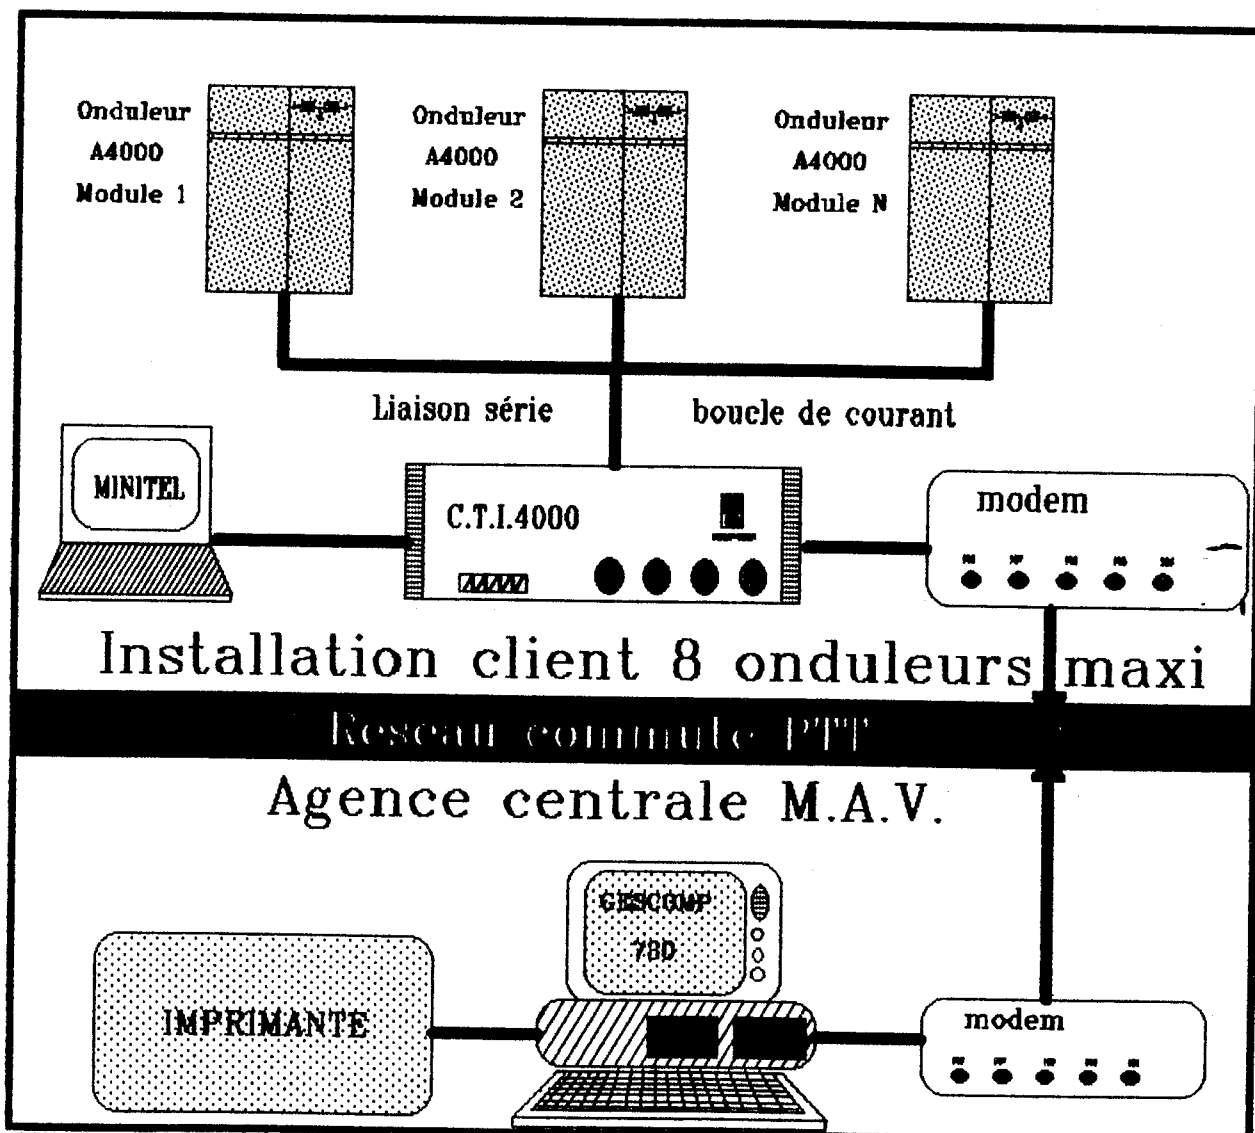 Onduleur
A4000
Module 1
Onduleur
A4000
Module 2
Onduleur
A4000
Module N
Liaison série
boucle de courant
MINITEL
C.T.I.4000
modem
Installation client 8 onduleurs maxi
Reseau commute PTT
Agence centrale M.A.V.
GESCOMP
780
IMPRIMANTE
modem